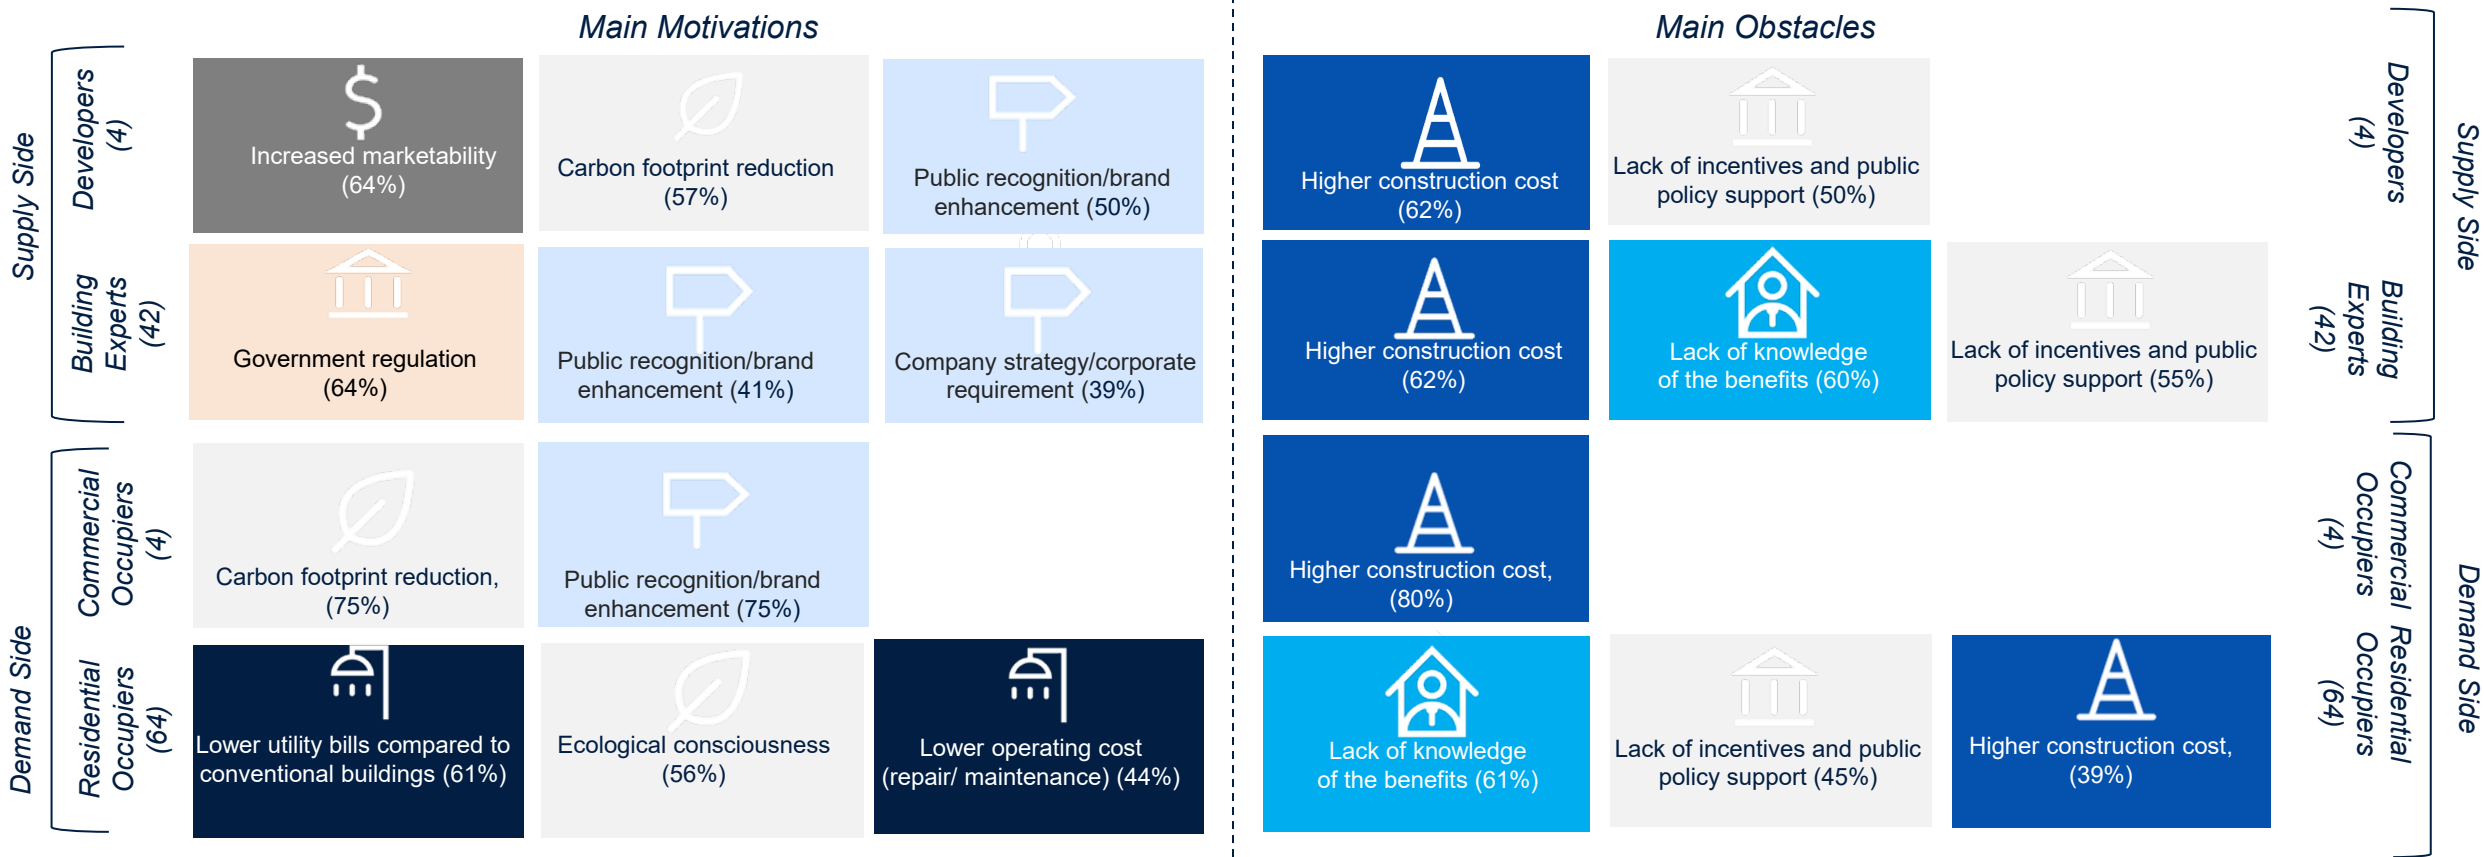 Main Motivations
Main Obstacles
Supply Side
Developers
(4)
$
Increased marketability
(64%)
Carbon footprint reduction
(57%)
Public recognition/brand
enhancement (50%)
Higher construction cost
(62%)
Lack of incentives and public
policy support (50%)
Developers
(4)
Supply Side
Building
Experts
(42)
Government regulation
(64%)
Public recognition/brand
enhancement (41%)
Company strategy/corporate
requirement (39%)
Higher construction cost
(62%)
Lack of knowledge
of the benefits (60%)
Lack of incentives and public
policy support (55%)
Building
Experts
(42)
Demand Side
Commercial
Occupiers
(4)
Carbon footprint reduction,
(75%)
Public recognition/brand
enhancement (75%)
Higher construction cost,
(80%)
Commercial
Occupiers
(4)
Demand Side
Residential
Occupiers
(64)
Lower utility bills compared to
conventional buildings (61%)
Ecological consciousness
(56%)
Lower operating cost
(repair/ maintenance) (44%)
Lack of knowledge
of the benefits (61%)
Lack of incentives and public
policy support (45%)
Higher construction cost,
(39%)
Residential
Occupiers
(64)